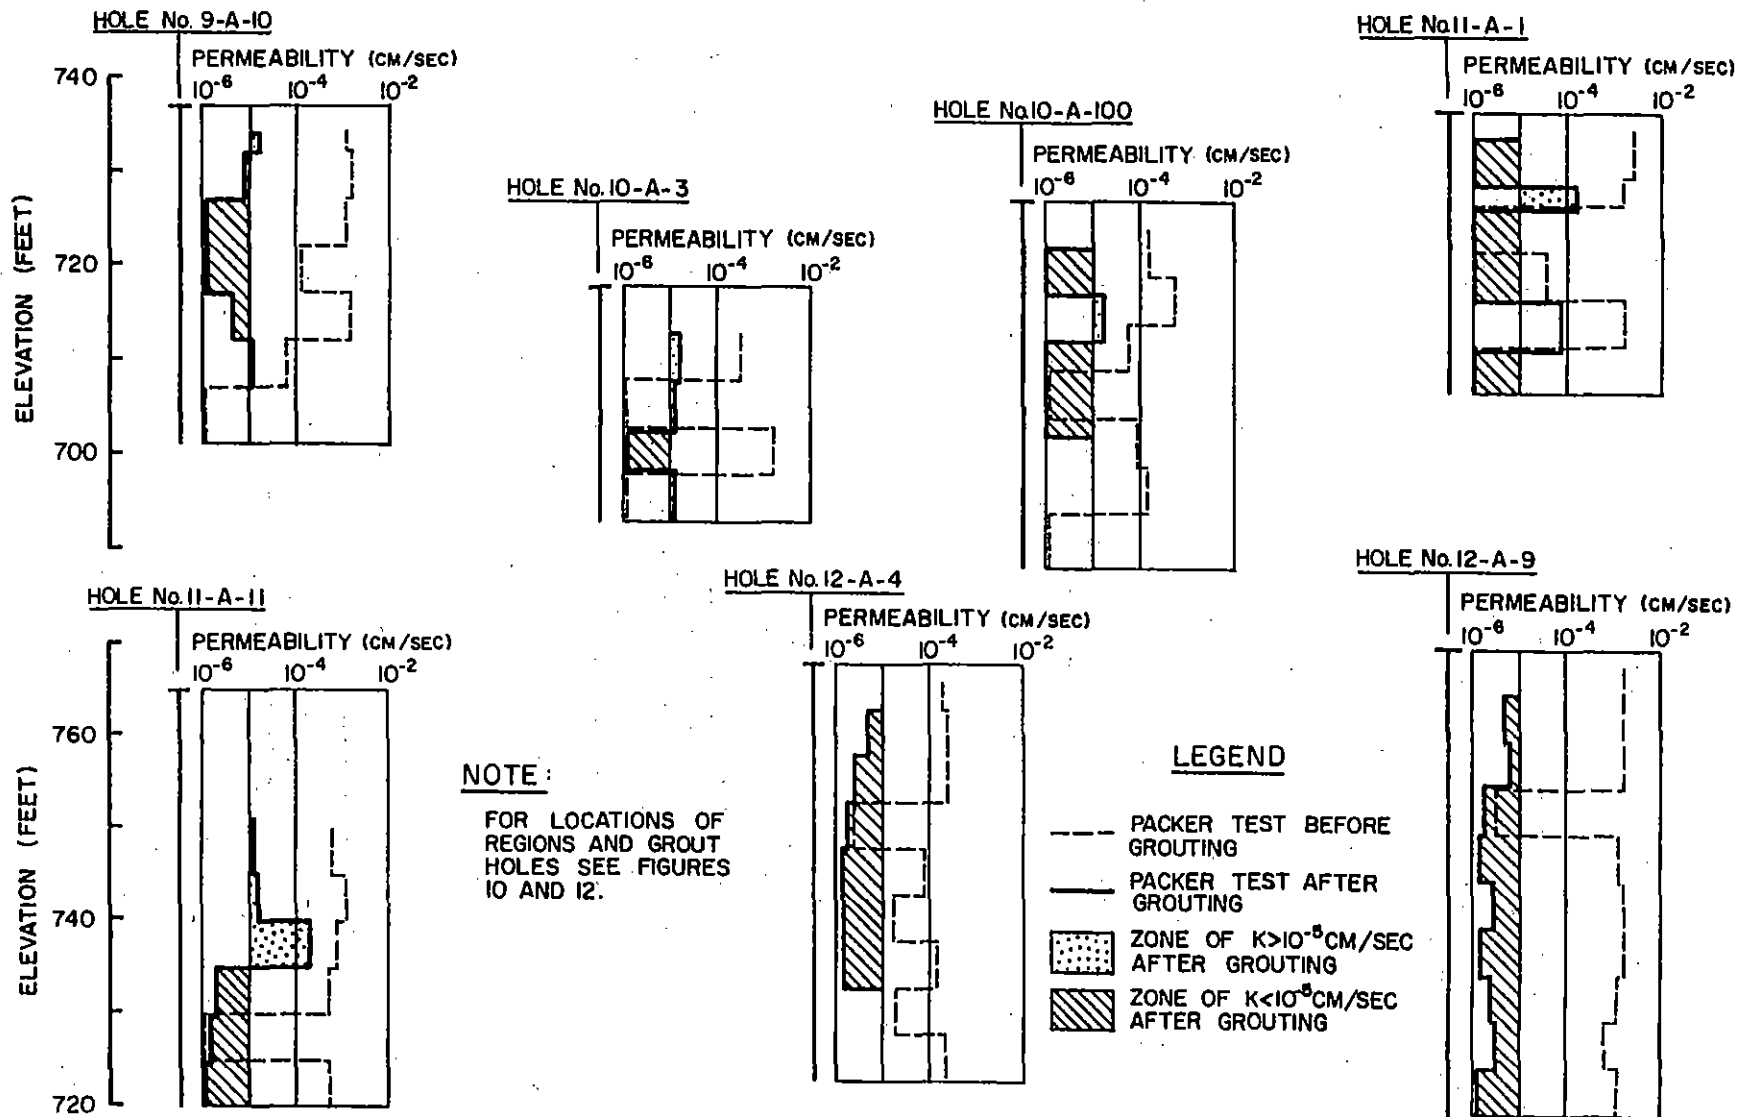 HOLE No. 9-A-10
PERMEABILITY (CM/SEC)
10⁻⁶ 10⁻⁴ 10⁻²
HOLE No. 10-A-3
PERMEABILITY (CM/SEC)
10⁻⁶ 10⁻⁴ 10⁻²
HOLE No. 10-A-100
PERMEABILITY (CM/SEC)
10⁻⁶ 10⁻⁴ 10⁻²
HOLE No. 11-A-1
PERMEABILITY (CM/SEC)
10⁻⁶ 10⁻⁴ 10⁻²
ELEVATION (FEET)
740
720
700
HOLE No. 11-A-11
PERMEABILITY (CM/SEC)
10⁻⁶ 10⁻⁴ 10⁻²
HOLE No. 12-A-4
PERMEABILITY (CM/SEC)
10⁻⁶ 10⁻⁴ 10⁻²
HOLE No. 12-A-9
PERMEABILITY (CM/SEC)
10⁻⁶ 10⁻⁴ 10⁻²
ELEVATION (FEET)
760
740
720
NOTE:
FOR LOCATIONS OF
REGIONS AND GROUT
HOLES SEE FIGURES
10 AND 12.
LEGEND
PACKER TEST BEFORE
GROUTING
PACKER TEST AFTER
GROUTING
ZONE OF K>10⁻⁵CM/SEC
AFTER GROUTING
ZONE OF K<10⁻⁵CM/SEC
AFTER GROUTING